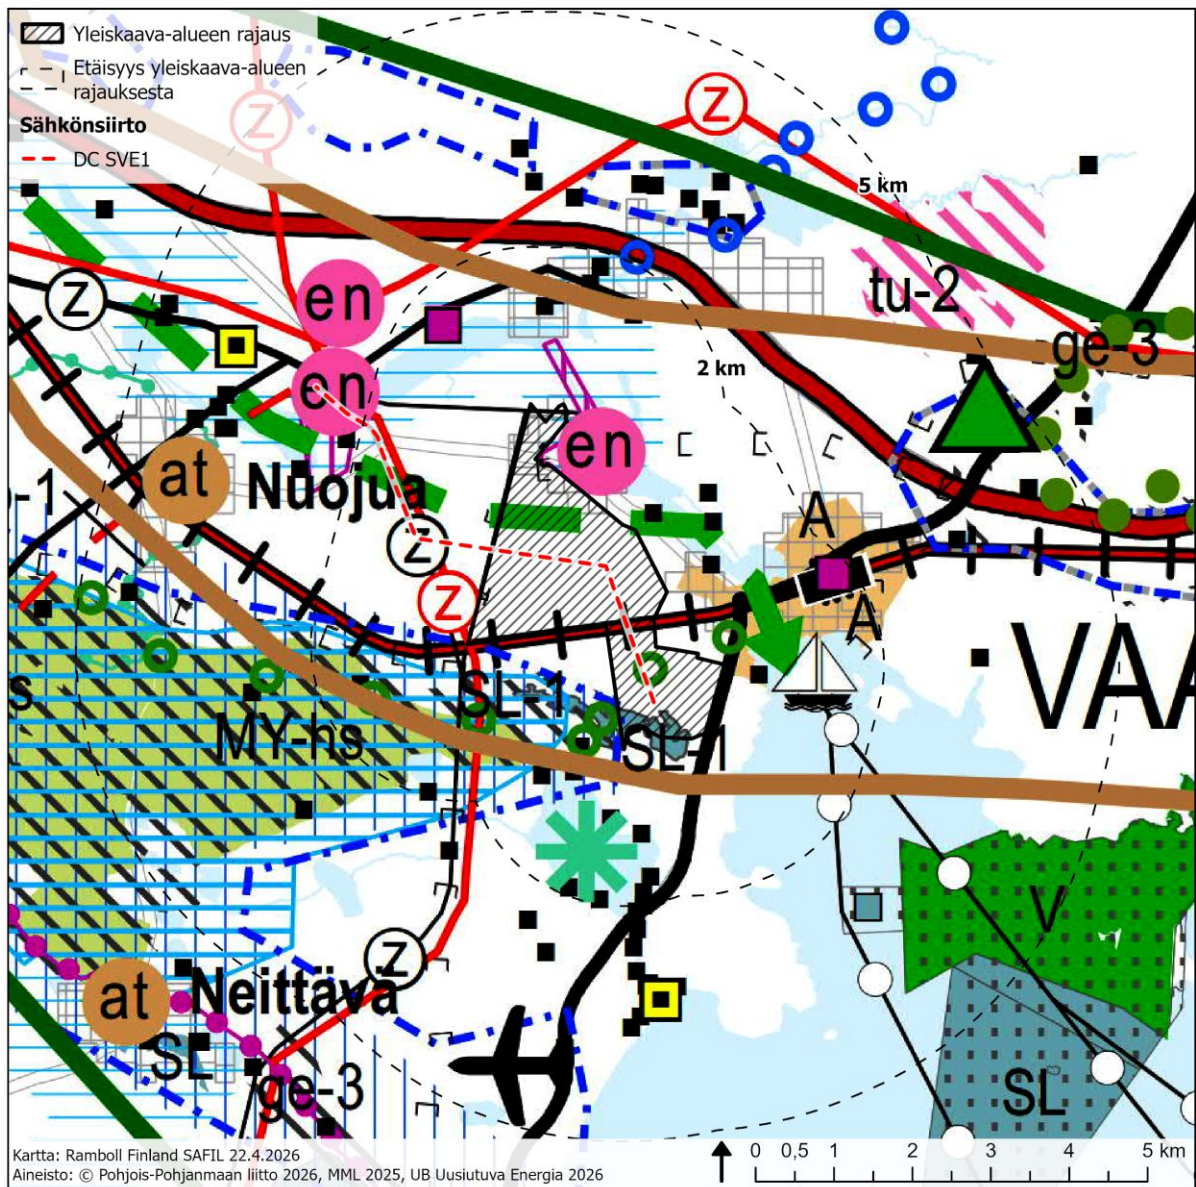 Yleiskaava-alueen rajaus
Etäisyys yleiskaava-alueen
rajauksesta
Sähkönsiirto
DC SVE1
Z
Z
5 km
en
tu-2
Z
ge-3
2 km
en
en
at
Nuojua
-1
A
Z
Z
A
VAA
s
SL-1
MY-hs
SL-1
V
Z
at
Neittävä
SL
ge-3
SL
Kartta: Ramboll Finland SAFIL 22.4.2026
Aineisto: © Pohjois-Pohjanmaan liitto 2026, MML 2025, UB Uusiutuva Energia 2026
0 0,5 1 2 3 4 5 km